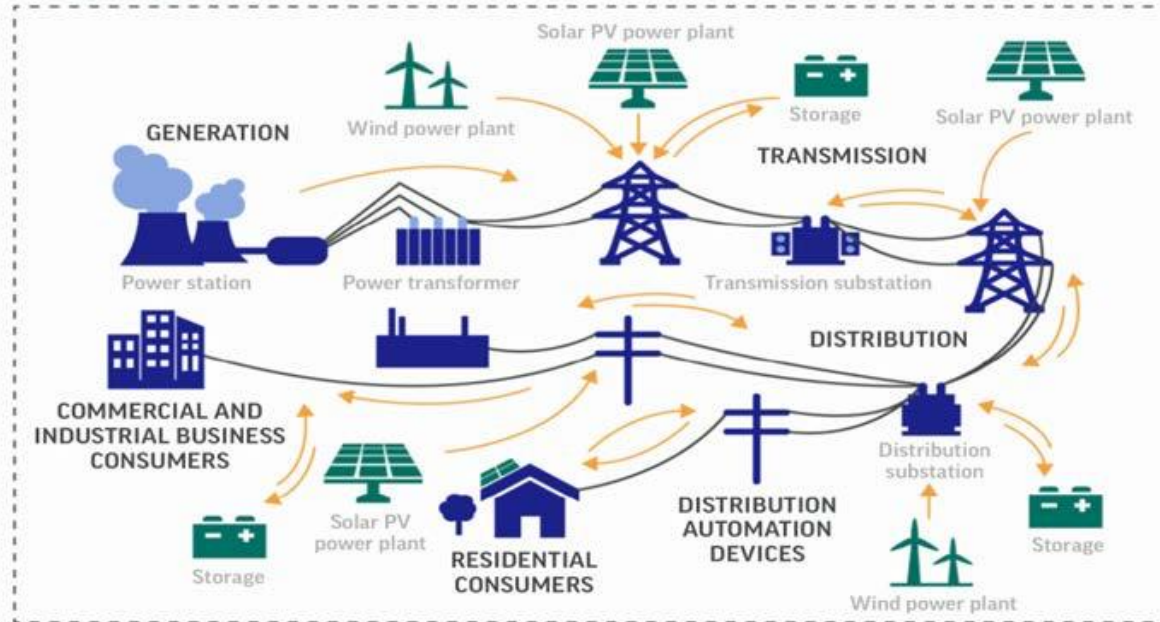 Solar PV power plant
Wind power plant
Storage
Solar PV power plant
GENERATION
TRANSMISSION
Power station
Power transformer
Transmission substation
DISTRIBUTION
COMMERCIAL AND
INDUSTRIAL BUSINESS
CONSUMERS
Distribution
substation
Solar PV
power plant
Storage
RESIDENTIAL
CONSUMERS
DISTRIBUTION
AUTOMATION
DEVICES
Storage
Wind power plant